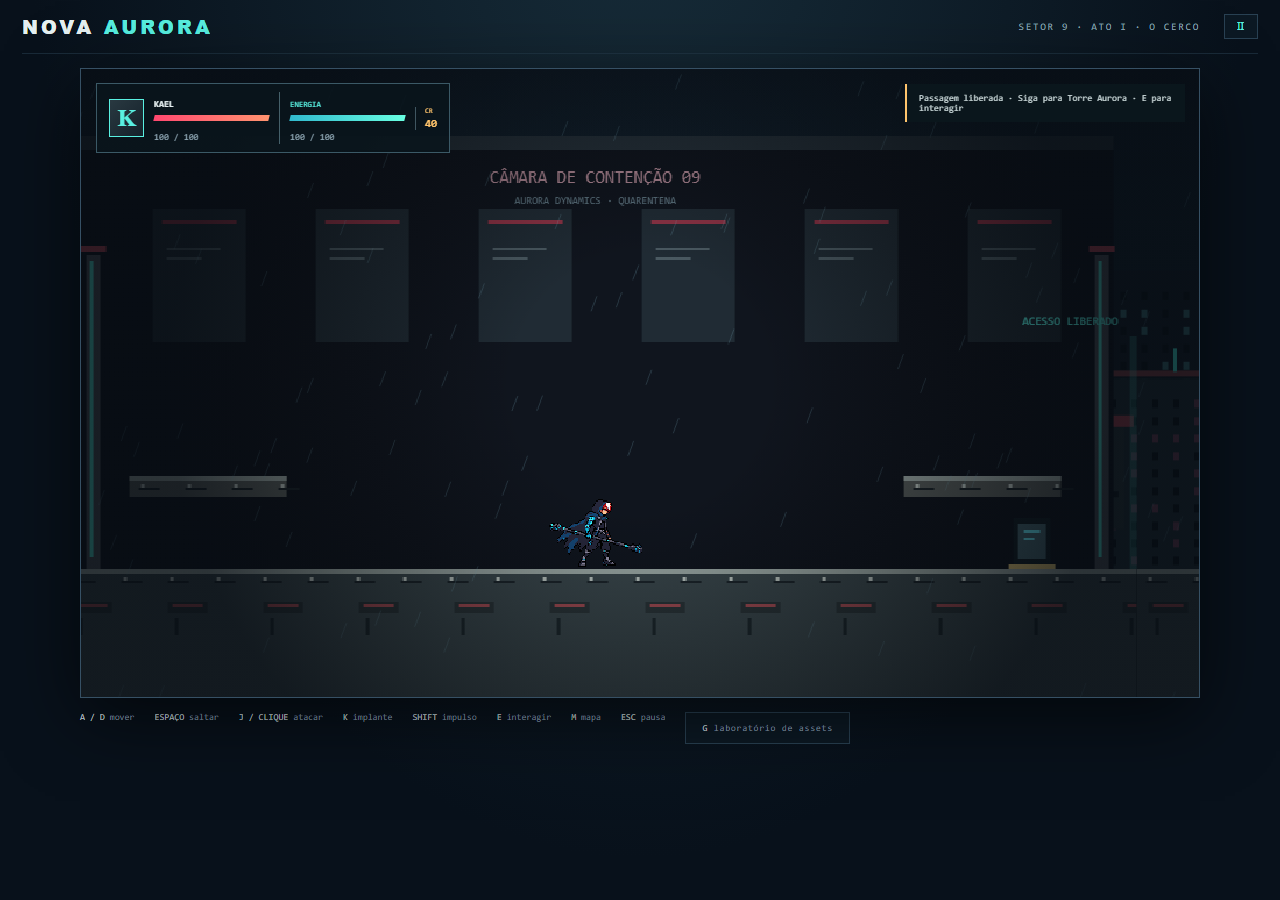 NOVA AURORA
SETOR 9 · ATO I · O CERCO
II
K
KAEL
100 / 100
ENERGIA
100 / 100
CR
40
Passagem liberada · Siga para Torre Aurora · E para
interagir
CÂMARA DE CONTENÇÃO 09
AURORA DYNAMICS · QUARENTENA
ACESSO LIBERADO
A / D mover
ESPAÇO saltar
J / CLIQUE atacar
K implante
SHIFT impulso
E interagir
M mapa
ESC pausa
G laboratório de assets